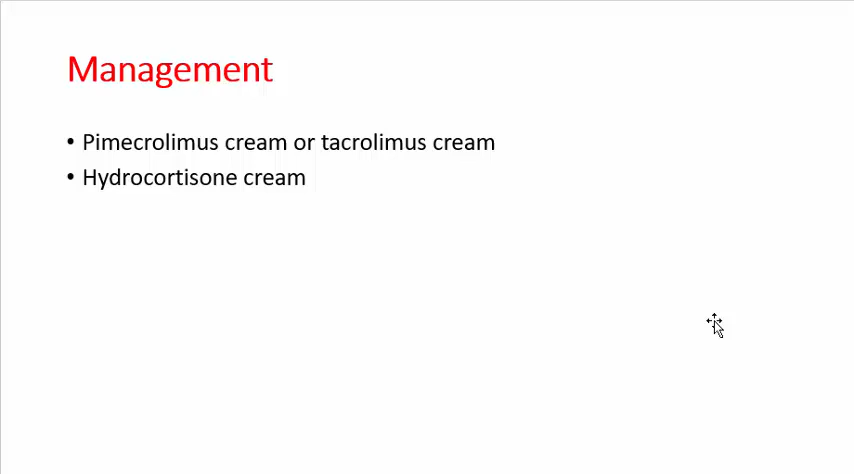 Management
• Pimecrolimus cream or tacrolimus cream
• Hydrocortisone cream